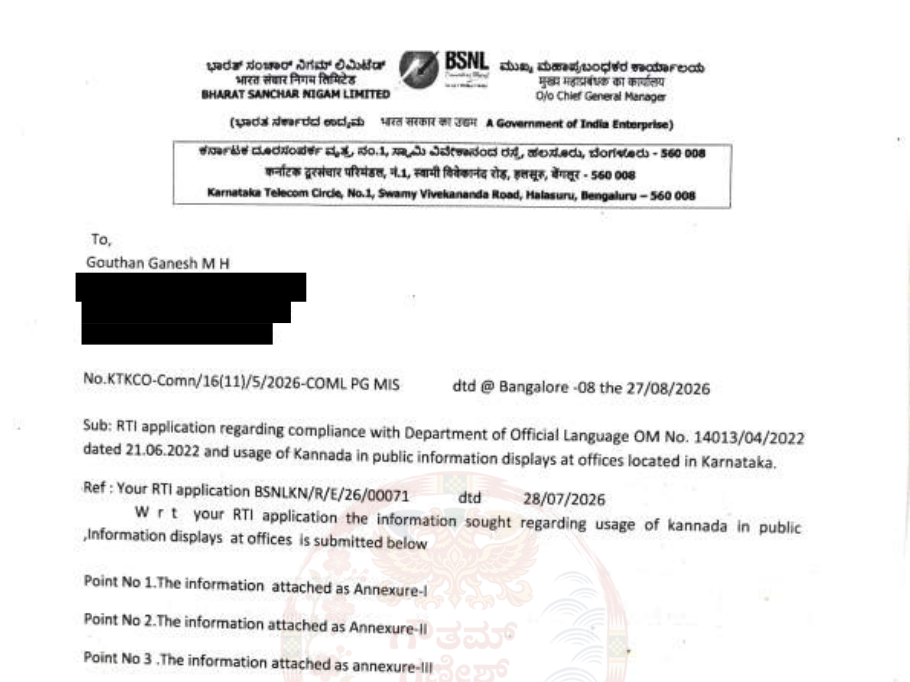 ಭಾರತ್ ಸಂಚಾರ್ ನಿಗಮ್ ಲಿಮಿಟೆಡ್
भारत संचार निगम लिमिटेड
BHARAT SANCHAR NIGAM LIMITED
BSNL
ಮುಖ್ಯ ಮಹಾಪ್ರಬಂಧಕರ ಕಾರ್ಯಾಲಯ
मुख्य महाप्रबंधक का कार्यालय
O/o Chief General Manager
(ಭಾರತ ಸರ್ಕಾರದ ಉದ್ಯಮ भारत सरकार का उद्यम A Government of India Enterprise)
ಕರ್ನಾಟಕ ದೂರಸಂಪರ್ಕ ವೃತ್ತ, ನಂ.1, ಸ್ವಾಮಿ ವಿವೇಕಾನಂದ ರಸ್ತೆ, ಹಲಸೂರು, ಬೆಂಗಳೂರು - 560 008
कर्नाटक दूरसंचार परिमंडल, नं.1, स्वामी विवेकानंद रोड, हलसूरु, बेंगलूर - 560 008
Karnataka Telecom Circle, No.1, Swamy Vivekananda Road, Halasuru, Bengaluru – 560 008
To,
Gouthan Ganesh M H
No.KTKCO-Comn/16(11)/5/2026-COML PG MIS dtd @ Bangalore -08 the 27/08/2026
Sub: RTI application regarding compliance with Department of Official Language OM No. 14013/04/2022
dated 21.06.2022 and usage of Kannada in public information displays at offices located in Karnataka.
Ref : Your RTI application BSNLKN/R/E/26/00071 dtd 28/07/2026
W r t your RTI application the information sought regarding usage of kannada in public
,Information displays at offices is submitted below
Point No 1.The information attached as Annexure-I
Point No 2.The information attached as Annexure-II
Point No 3 .The information attached as annexure-III
ಗೌತಮ್
ಗಣೇಶ್